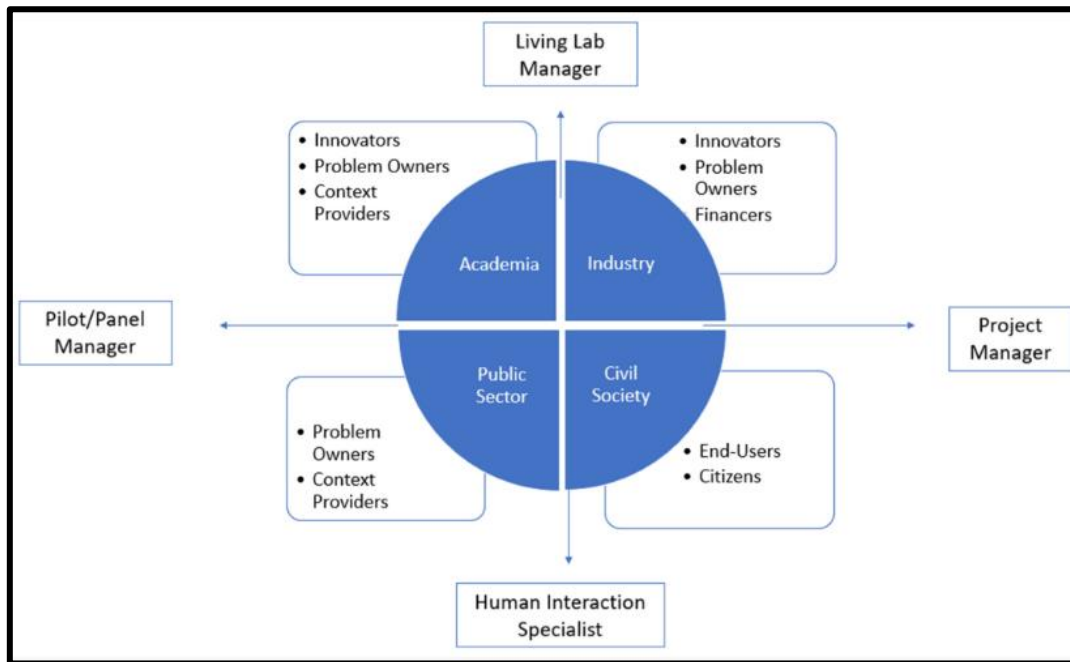 Living Lab
Manager
• Innovators
• Problem Owners
• Context
Providers
• Innovators
• Problem
Owners
Financers
Academia
Industry
Pilot/Panel
Manager
Project
Manager
Public
Sector
Civil
Society
• Problem
Owners
• Context
Providers
• End-Users
• Citizens
Human Interaction
Specialist